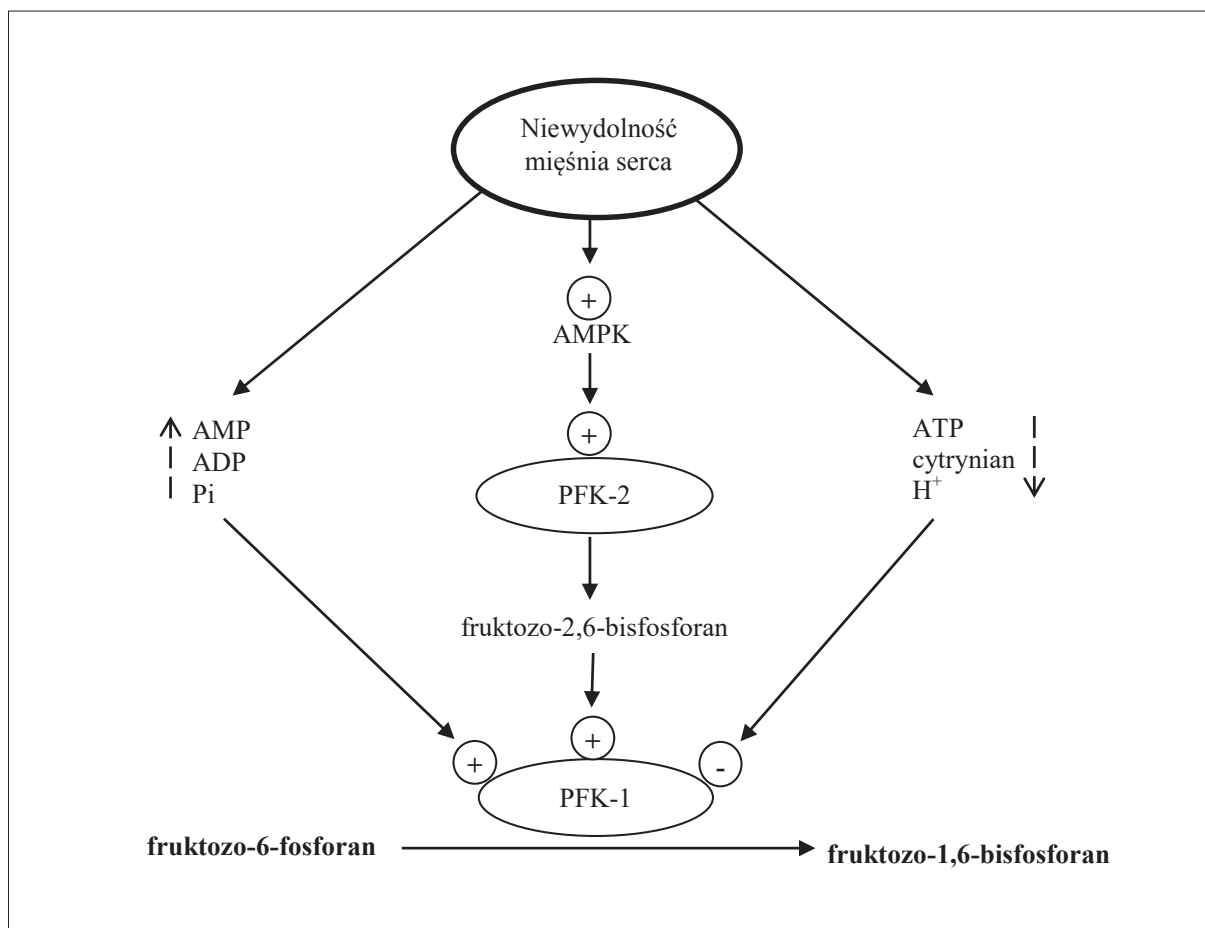 Niewydolność
mięśnia serca
+
AMPK
+
AMP
ADP
Pi
PFK-2
ATP
cytrynian
H⁺
fruktozo-2,6-bisfosforan
+
+
-
PFK-1
fruktozo-6-fosforan
fruktozo-1,6-bisfosforan